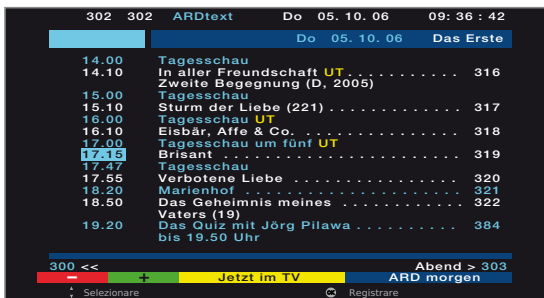 302 302 ARDtext Do 05. 10. 06 09: 36 : 42
Do 05. 10. 06 Das Erste
14.00 Tagesschau
14.10 In aller Freundschaft UT . . . . . . . . . . . 316
Zweite Begegnung (D, 2005)
15.00 Tagesschau
15.10 Sturm der Liebe (221) . . . . . . . . . . . . . 317
16.00 Tagesschau UT
16.10 Eisbär, Affe & Co. . . . . . . . . . . . . . . . . 318
17.00 Tagesschau um fünf UT
17.15 Brisant . . . . . . . . . . . . . . . . . . . . . . . 319
17.47 Tagesschau
17.55 Verbotene Liebe . . . . . . . . . . . . . . . . 320
18.20 Marienhof . . . . . . . . . . . . . . . . . . . . . 321
18.50 Das Geheimnis meines . . . . . . . . . . . . 322
Vaters (19)
19.20 Das Quiz mit Jörg Pilawa . . . . . . . . . . 384
bis 19.50 Uhr
300 << Abend > 303
− + Jetzt im TV ARD morgen
Selezionare OK Registrare